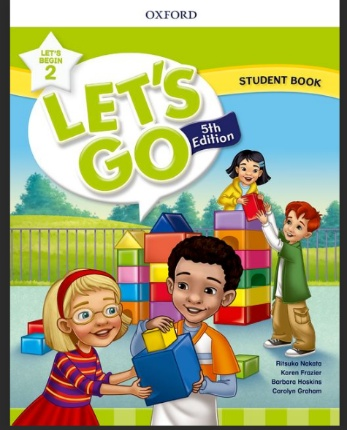 OXFORD
LET'S
BEGIN
2
STUDENT BOOK
LET'S
GO
5th
Edition
Ritsuko Nakata
Karen Frazier
Barbara Hoskins
Carolyn Graham